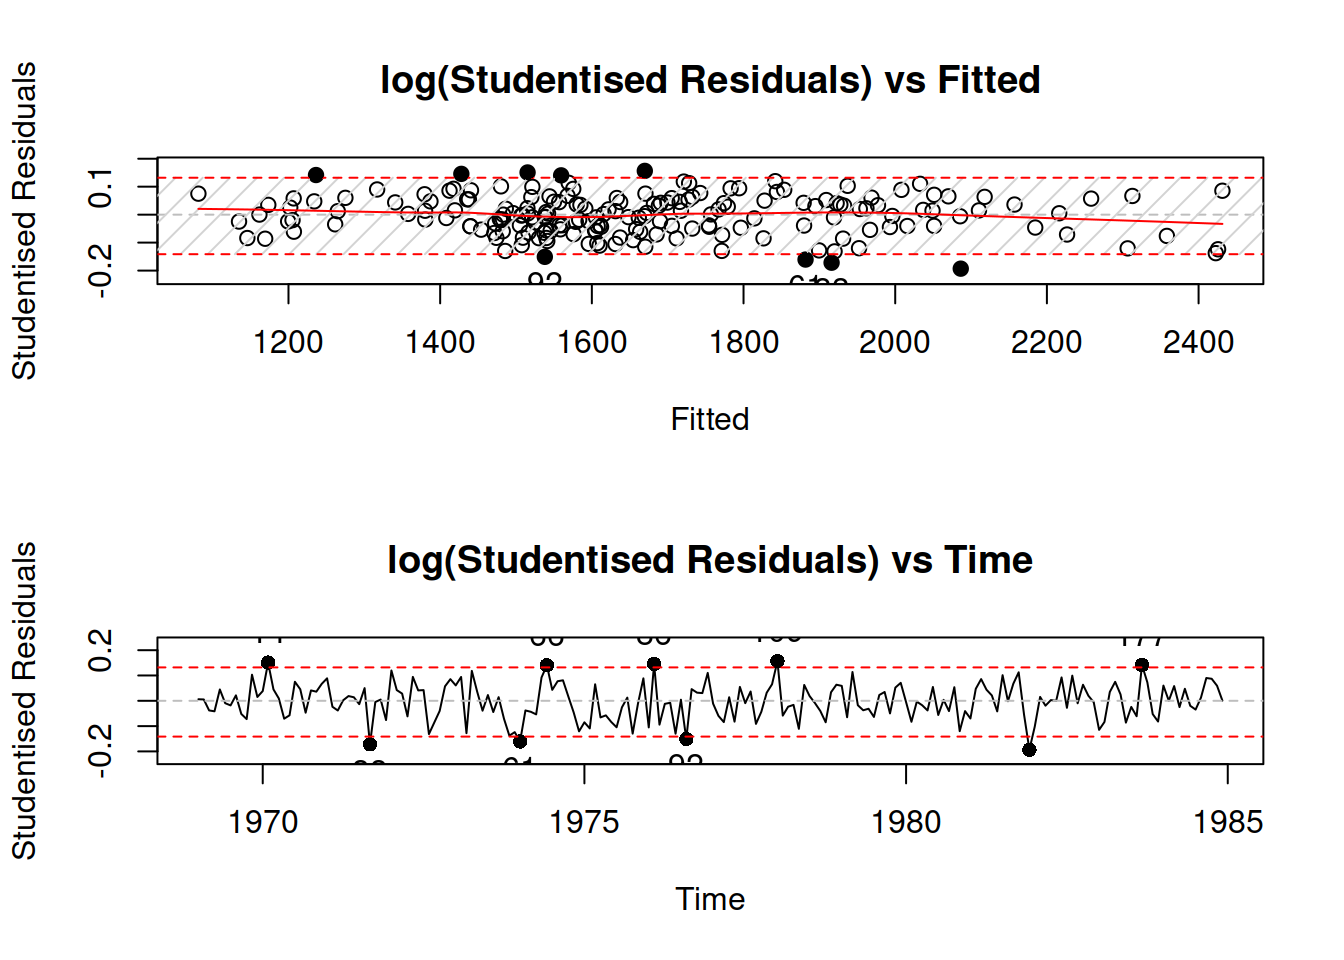 log(Studentised Residuals) vs Fitted
Studentised Residuals
0.1
-0.2
1200 1400 1600 1800 2000 2200 2400
Fitted
log(Studentised Residuals) vs Time
Studentised Residuals
0.2
-0.2
1970 1975 1980 1985
Time